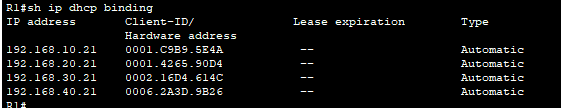 R1#sh ip dhcp binding
IP address       Client-ID/              Lease expiration        Type
                 Hardware address
192.168.10.21    0001.C9B9.5E4A           --                     Automatic
192.168.20.21    0001.4265.90D4           --                     Automatic
192.168.30.21    0002.16D4.614C           --                     Automatic
192.168.40.21    0006.2A3D.9B26           --                     Automatic
R1#